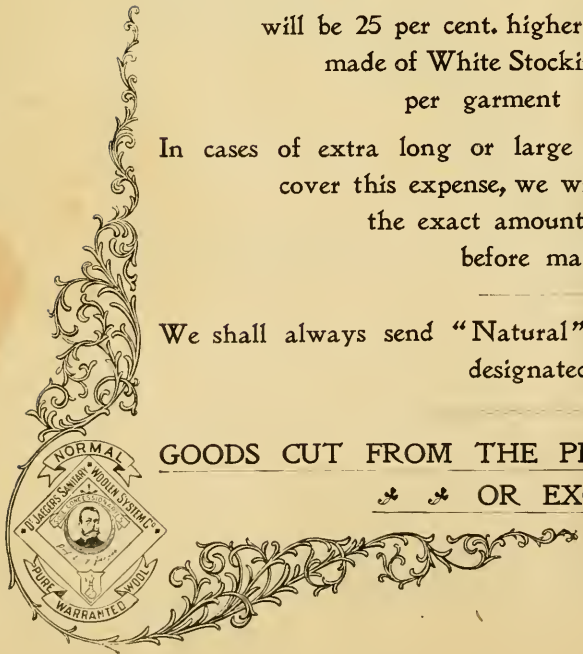 will be 25 per cent. higher
made of White Stocki
per garment
In cases of extra long or large
cover this expense, we w
the exact amount
before ma
We shall always send “Natural”
designated
GOODS CUT FROM THE PI
OR EX
NORMAL
Dr JAEGER'S SANITARY WOOLEN SYSTEM Co.
PURE WARRANTED WOOL